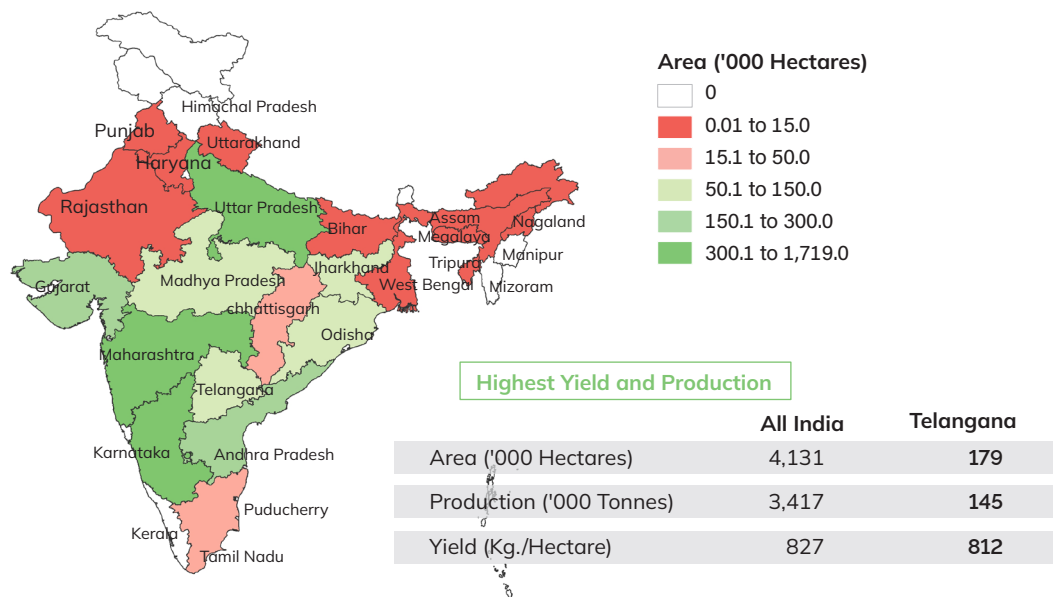 Himachal Pradesh
Punjab
Uttarakhand
Haryana
Rajasthan
Uttar Pradesh
Bihar
Assam
Nagaland
Megalaya
Manipur
Tripura
Jharkhand
Madhya Pradesh
West Bengal
Mizoram
Gujarat
chhattisgarh
Odisha
Maharashtra
Telangana
Karnataka
Andhra Pradesh
Puducherry
Kerala
Tamil Nadu
Area ('000 Hectares)
0
0.01 to 15.0
15.1 to 50.0
50.1 to 150.0
150.1 to 300.0
300.1 to 1,719.0
Highest Yield and Production
All India Telangana
Area ('000 Hectares) 4,131 179
Production ('000 Tonnes) 3,417 145
Yield (Kg./Hectare) 827 812